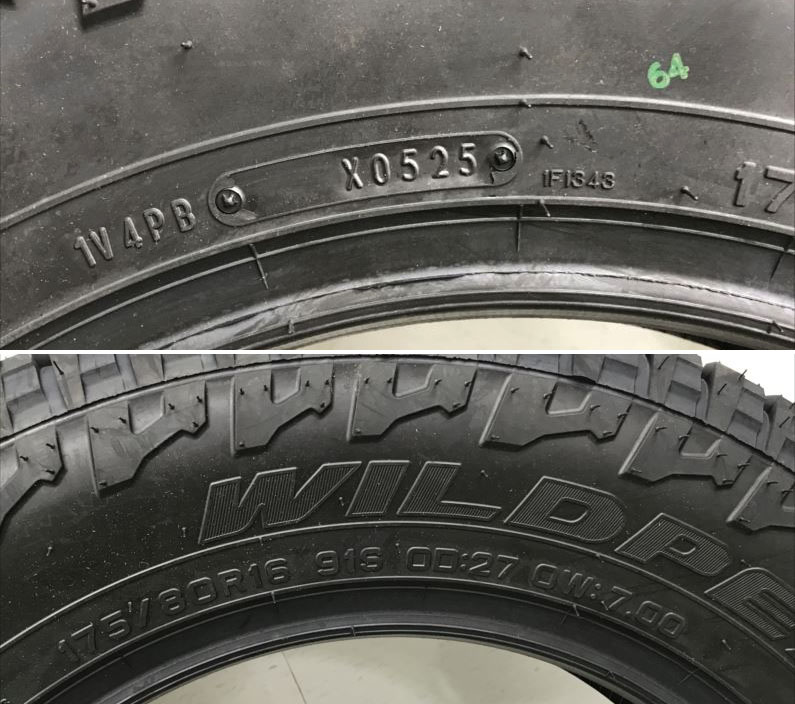 64
1V4PB X0525 1F1343 17
WILDPE
175/80R16 91S OD:27 OW:7.00